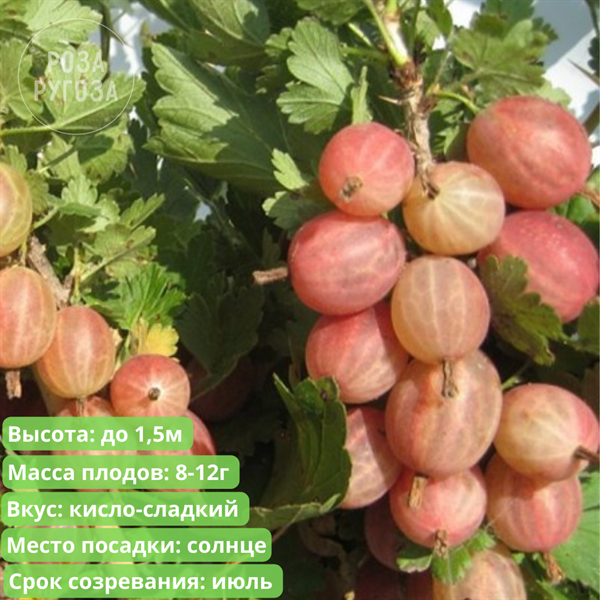 РОЗА
РУГОЗА
Высота: до 1,5м
Масса плодов: 8-12г
Вкус: кисло-сладкий
Место посадки: солнце
Срок созревания: июль